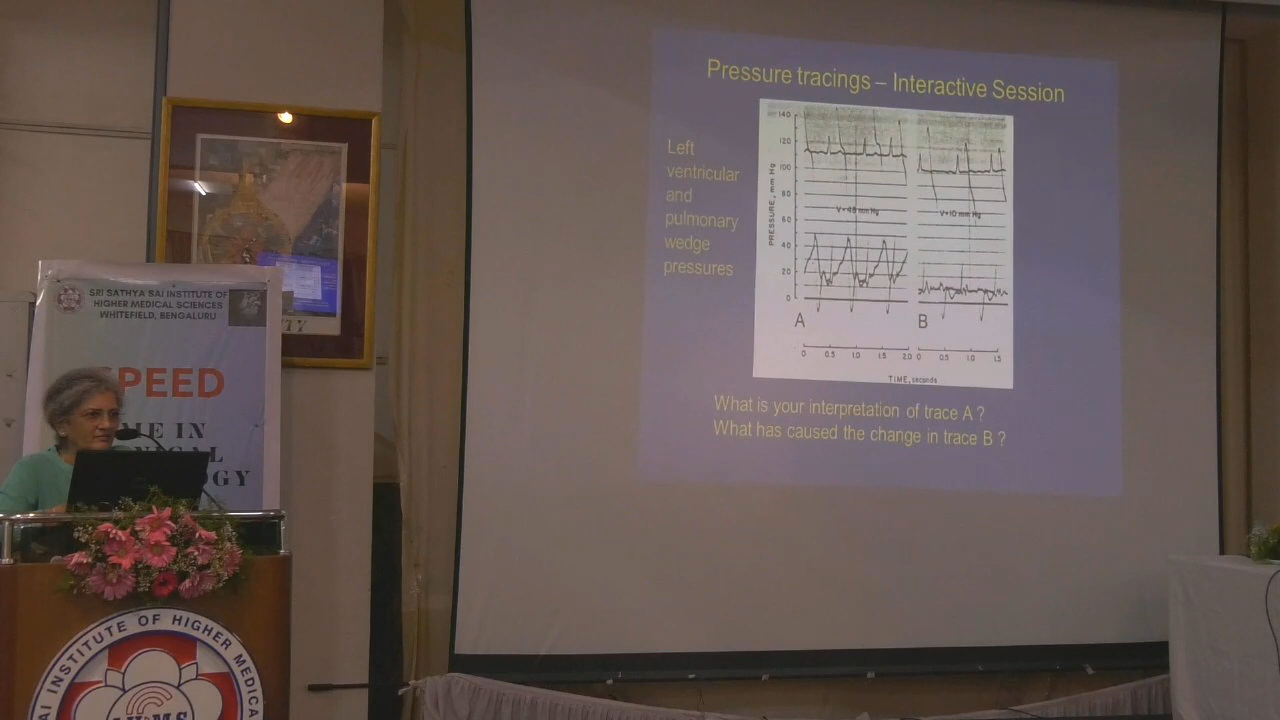 Pressure tracings – Interactive Session
Left
ventricular
and
pulmonary
wedge
pressures
PRESSURE, mm Hg
140
120
100
80
60
40
20
0
V=48 mm Hg
V=10 mm Hg
A
B
0 0.5 1.0 1.5 2.0 0 0.5 1.0 1.5
TIME, seconds
What is your interpretation of trace A ?
What has caused the change in trace B ?
SRI SATHYA SAI INSTITUTE OF
HIGHER MEDICAL SCIENCES
WHITEFIELD, BENGALURU
PEED
ME IN
GY
AI INSTITUTE OF HIGHER MEDICA